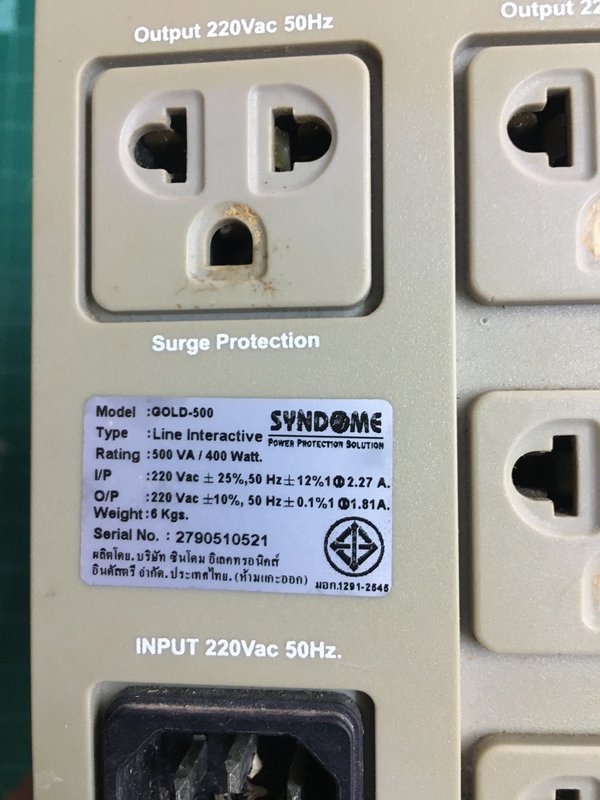 Output 220Vac 50Hz
Output 22
Surge Protection
Model :GOLD-500
SYNDOME
POWER PROTECTION SOLUTION
Type :Line Interactive
Rating :500 VA / 400 Watt.
I/P :220 Vac ± 25%,50 Hz ± 12%1Φ 2.27 A.
O/P :220 Vac ±10%, 50 Hz ±0.1%1 Φ1.81A.
Weight:6 Kgs.
Serial No. : 2790510521
ผลิตโดย. บริษัท ซินโดม อิเลคทรอนิคส์
อินดัสตรี จำกัด. ประเทศไทย. (ห้ามแกะออก)
มอก.1291-2545
INPUT 220Vac 50Hz.